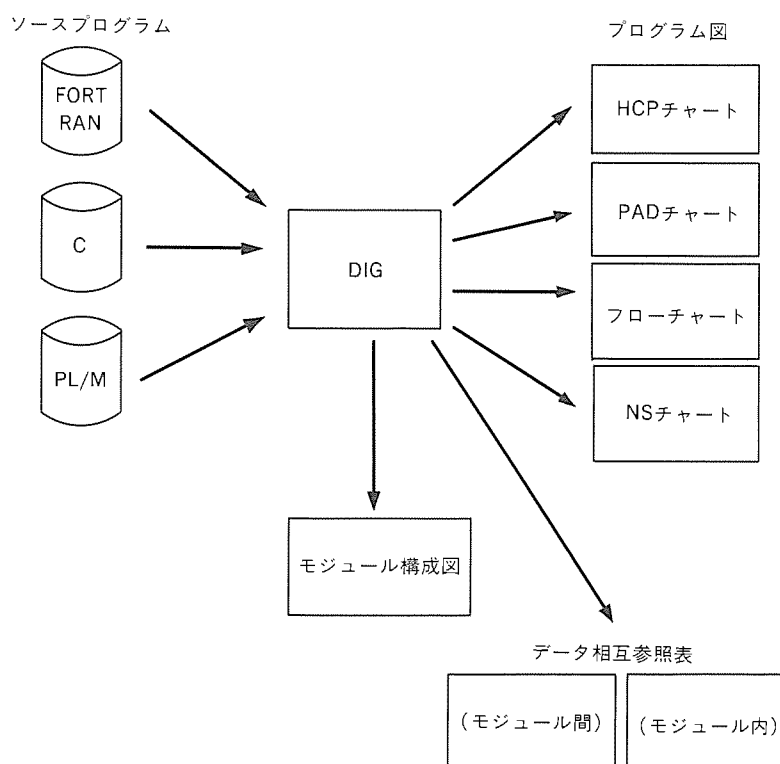 ソースプログラム
プログラム図
FORT
RAN
C
PL/M
DIG
HCPチャート
PADチャート
フローチャート
NSチャート
モジュール構成図
データ相互参照表
(モジュール間)
(モジュール内)